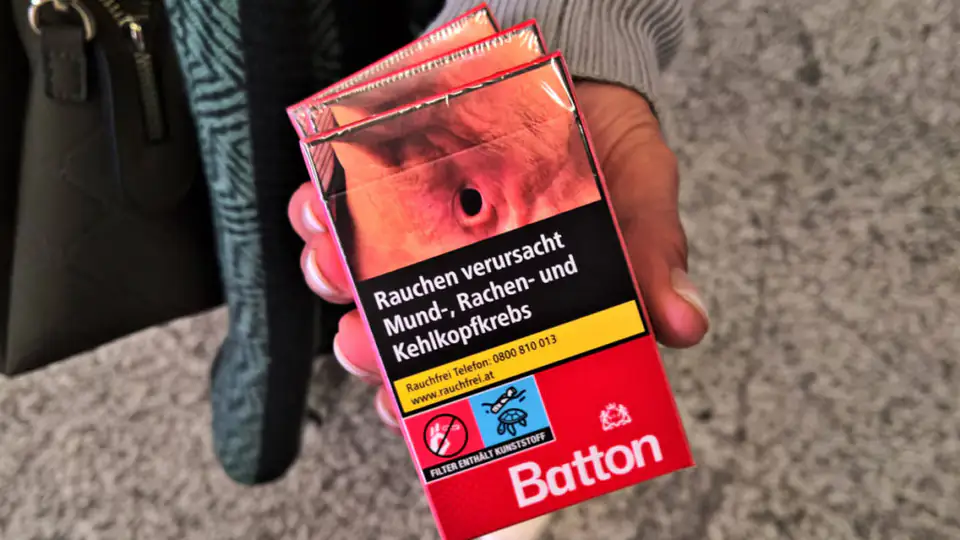 Rauchen verursacht
Mund-, Rachen- und
Kehlkopfkrebs
Rauchfrei Telefon: 0800 810 013
www.rauchfrei.at
FILTER ENTHÄLT KUNSTSTOFF
Batton